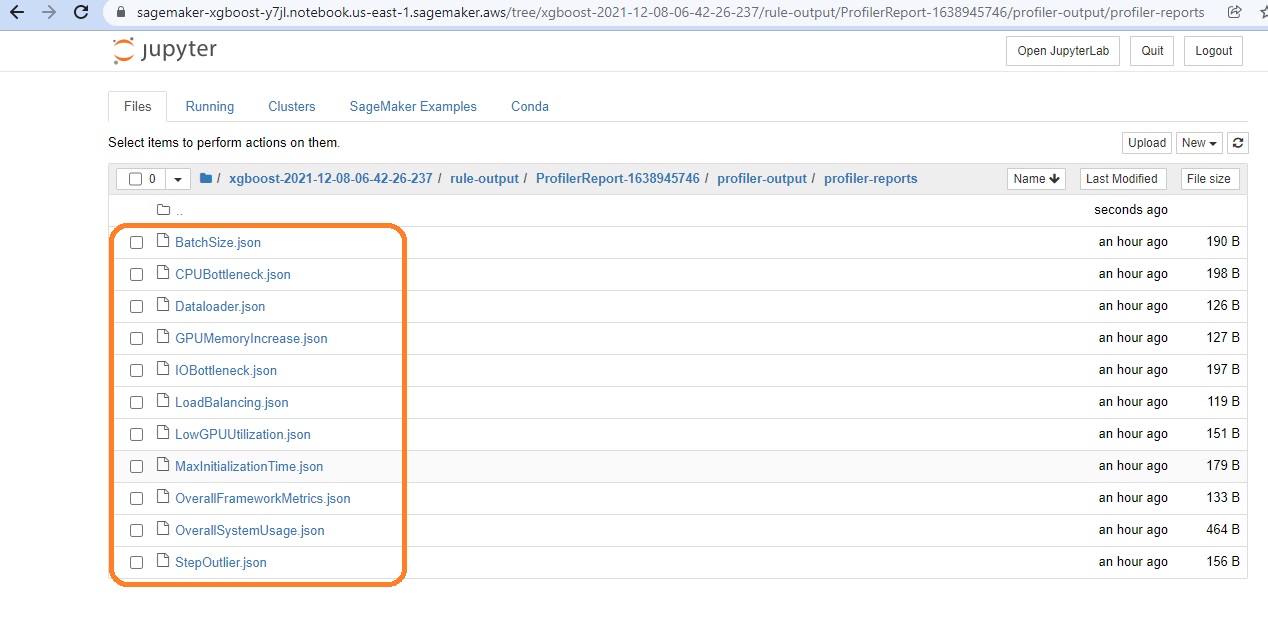 sagemaker-xgboost-y7jl.notebook.us-east-1.sagemaker.aws/tree/xgboost-2021-12-08-06-42-26-237/rule-output/ProfilerReport-1638945746/profiler-output/profiler-reports
jupyter Open JupyterLab Quit Logout
Files Running Clusters SageMaker Examples Conda
Select items to perform actions on them. Upload New
0 / xgboost-2021-12-08-06-42-26-237 / rule-output / ProfilerReport-1638945746 / profiler-output / profiler-reports Name Last Modified File size
.. seconds ago
BatchSize.json an hour ago 190 B
CPUBottleneck.json an hour ago 198 B
Dataloader.json an hour ago 126 B
GPUMemoryIncrease.json an hour ago 127 B
IOBottleneck.json an hour ago 197 B
LoadBalancing.json an hour ago 119 B
LowGPUUtilization.json an hour ago 151 B
MaxInitializationTime.json an hour ago 179 B
OverallFrameworkMetrics.json an hour ago 133 B
OverallSystemUsage.json an hour ago 464 B
StepOutlier.json an hour ago 156 B